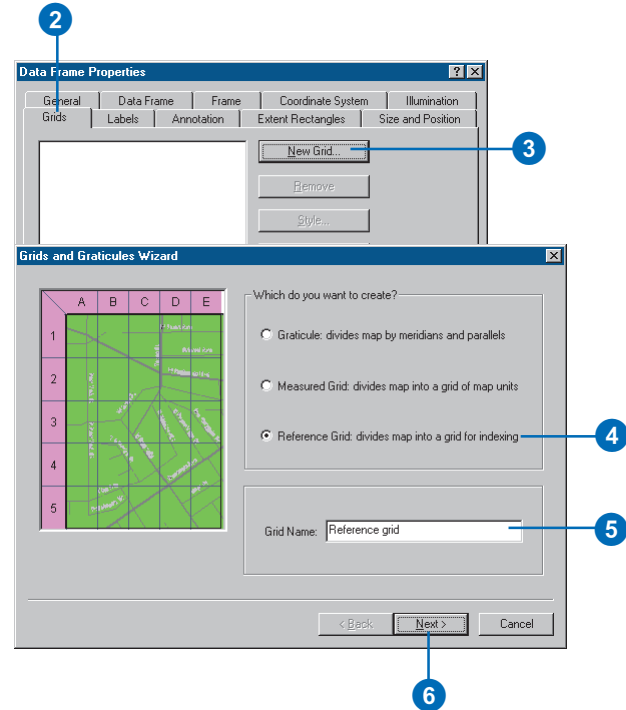 2
Data Frame Properties
General Data Frame Frame Coordinate System Illumination
Grids Labels Annotation Extent Rectangles Size and Position
New Grid...
3
Remove
Style...
Grids and Graticules Wizard
A B C D E
1
2
3
4
5
Which do you want to create?
Graticule: divides map by meridians and parallels
Measured Grid: divides map into a grid of map units
Reference Grid: divides map into a grid for indexing
4
Grid Name: Reference grid
5
< Back Next > Cancel
6